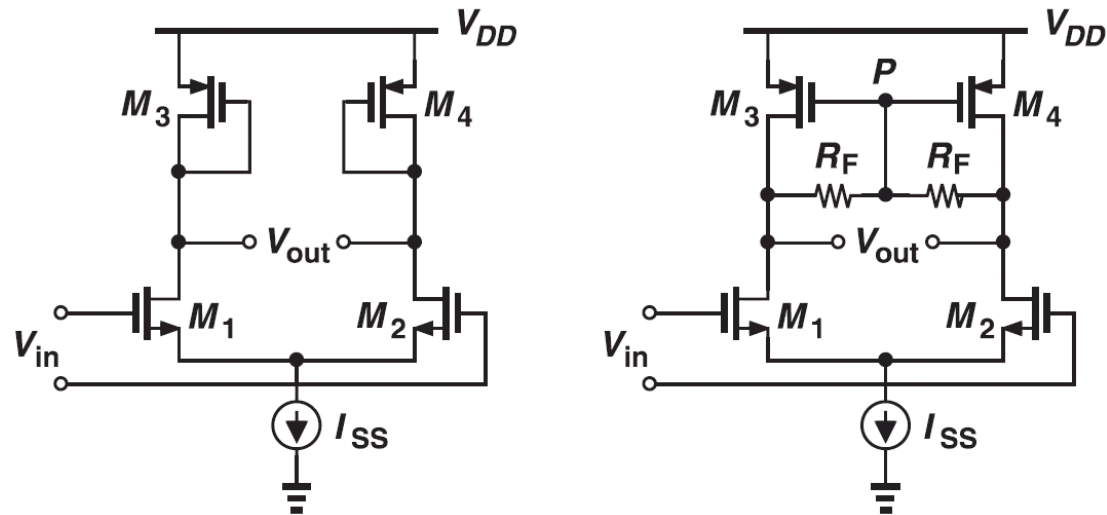 V_DD
M_3
M_4
V_out
M_1
M_2
V_in
I_SS
V_DD
P
M_3
M_4
R_F R_F
V_out
M_1
M_2
V_in
I_SS